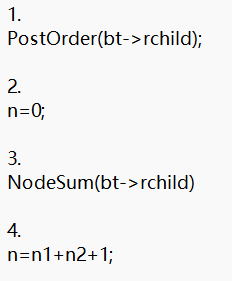 1.
PostOrder(bt->rchild);
2.
n=0;
3.
NodeSum(bt->rchild)
4.
n=n1+n2+1;